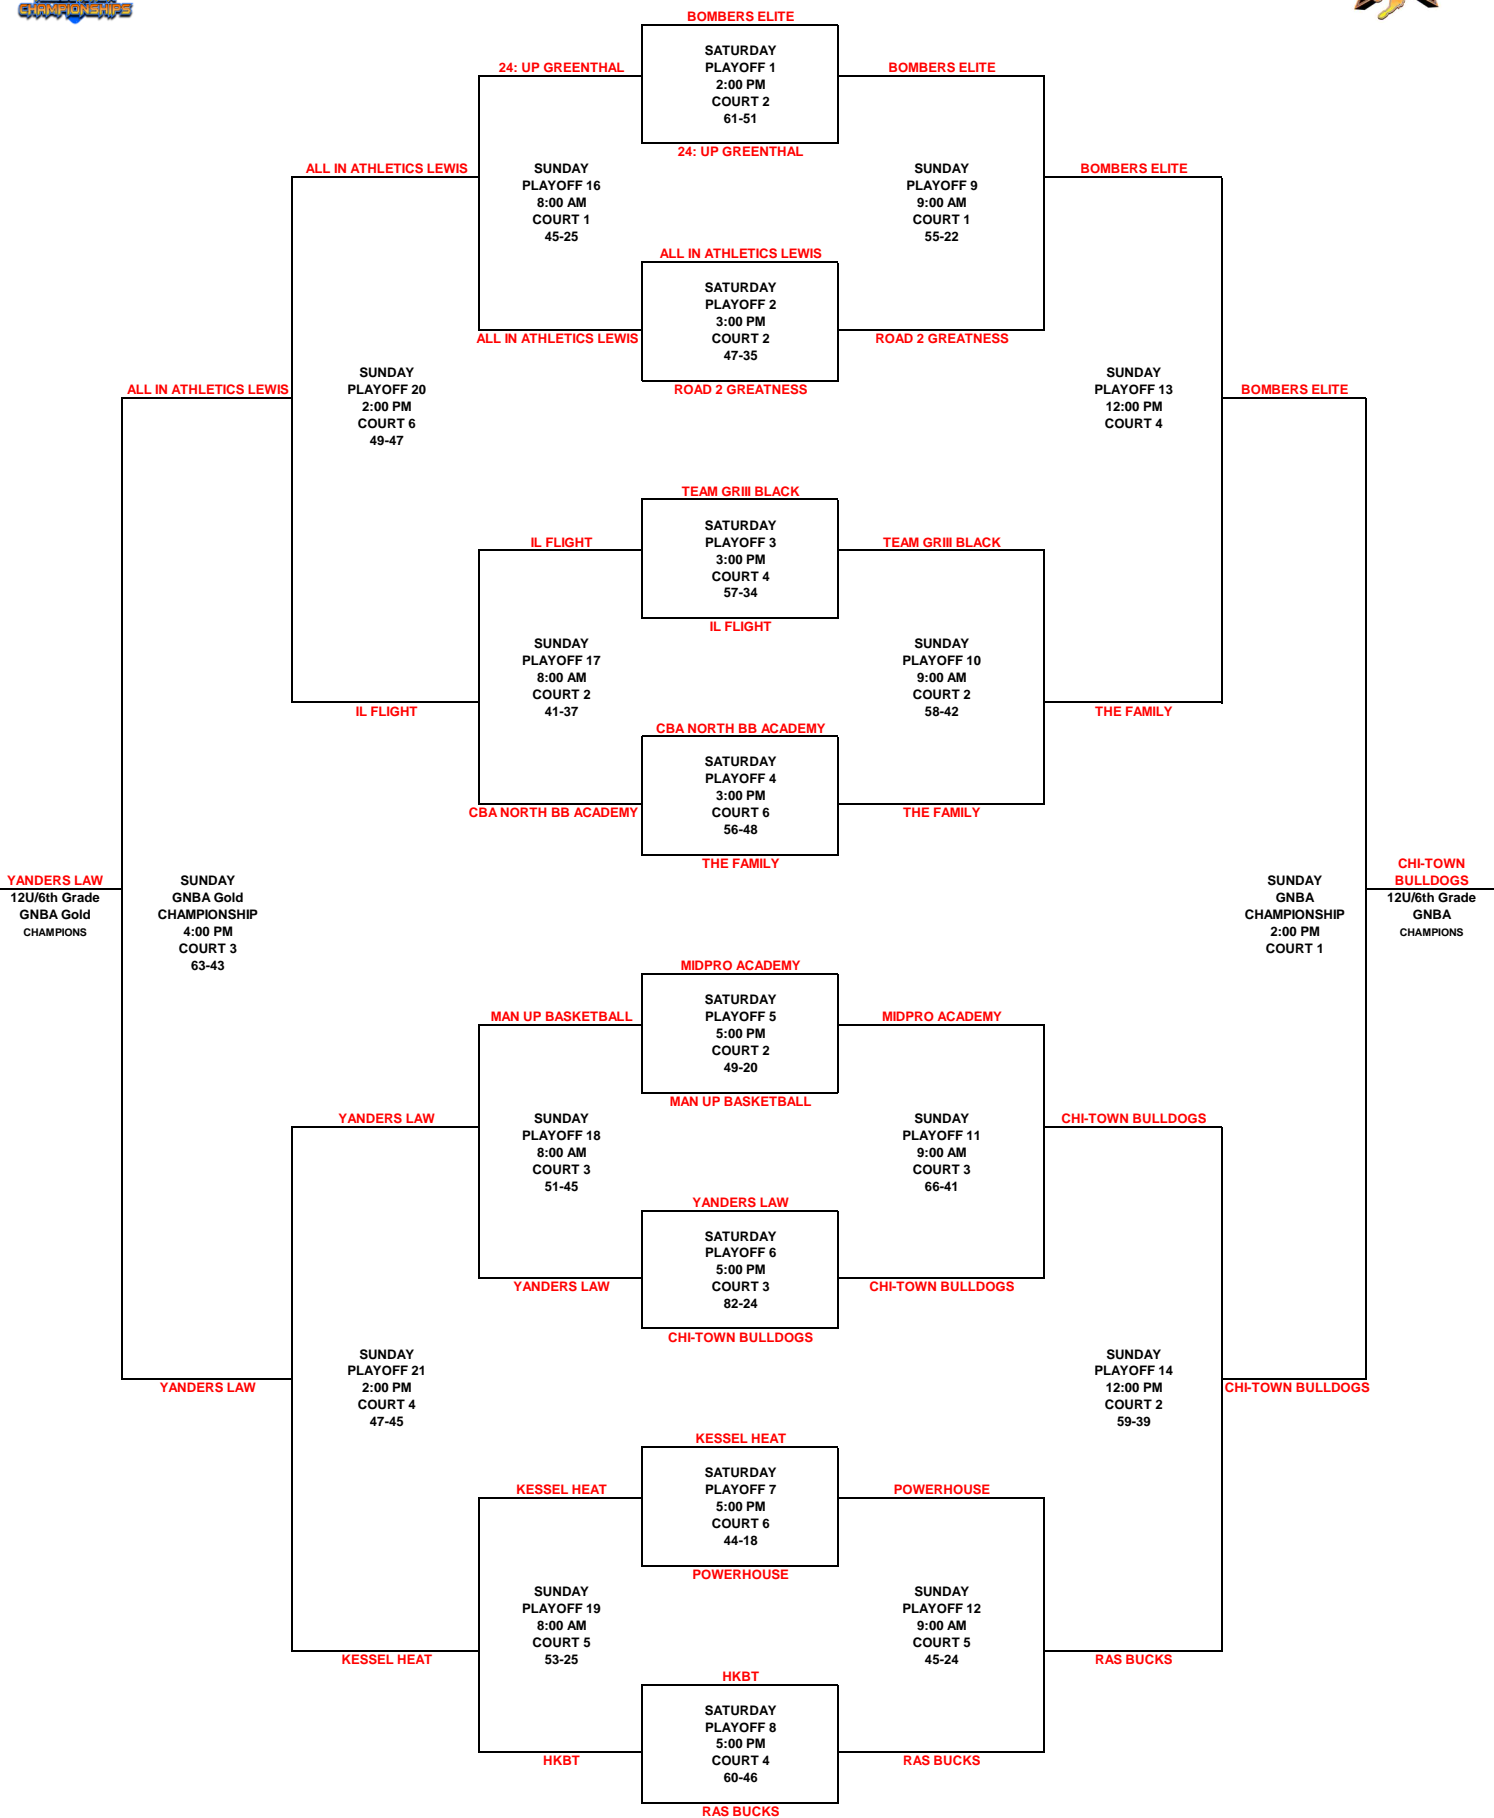 CHAMPIONSHIPS
BOMBERS ELITE
SATURDAY
PLAYOFF 1
2:00 PM
COURT 2
61-51
24: UP GREENTHAL
24: UP GREENTHAL
BOMBERS ELITE
ALL IN ATHLETICS LEWIS
SUNDAY
PLAYOFF 16
8:00 AM
COURT 1
45-25
SUNDAY
PLAYOFF 9
9:00 AM
COURT 1
55-22
BOMBERS ELITE
ALL IN ATHLETICS LEWIS
SATURDAY
PLAYOFF 2
3:00 PM
COURT 2
47-35
ROAD 2 GREATNESS
ALL IN ATHLETICS LEWIS
ROAD 2 GREATNESS
ALL IN ATHLETICS LEWIS
SUNDAY
PLAYOFF 20
2:00 PM
COURT 6
49-47
SUNDAY
PLAYOFF 13
12:00 PM
COURT 4
BOMBERS ELITE
TEAM GRIII BLACK
SATURDAY
PLAYOFF 3
3:00 PM
COURT 4
57-34
IL FLIGHT
IL FLIGHT
TEAM GRIII BLACK
SUNDAY
PLAYOFF 17
8:00 AM
COURT 2
41-37
SUNDAY
PLAYOFF 10
9:00 AM
COURT 2
58-42
IL FLIGHT
THE FAMILY
CBA NORTH BB ACADEMY
SATURDAY
PLAYOFF 4
3:00 PM
COURT 6
56-48
THE FAMILY
CBA NORTH BB ACADEMY
THE FAMILY
YANDERS LAW
12U/6th Grade
GNBA Gold
CHAMPIONS
SUNDAY
GNBA Gold
CHAMPIONSHIP
4:00 PM
COURT 3
63-43
SUNDAY
GNBA
CHAMPIONSHIP
2:00 PM
COURT 1
CHI-TOWN
BULLDOGS
12U/6th Grade
GNBA
CHAMPIONS
MIDPRO ACADEMY
SATURDAY
PLAYOFF 5
5:00 PM
COURT 2
49-20
MAN UP BASKETBALL
MAN UP BASKETBALL
MIDPRO ACADEMY
YANDERS LAW
SUNDAY
PLAYOFF 18
8:00 AM
COURT 3
51-45
SUNDAY
PLAYOFF 11
9:00 AM
COURT 3
66-41
CHI-TOWN BULLDOGS
YANDERS LAW
SATURDAY
PLAYOFF 6
5:00 PM
COURT 3
82-24
CHI-TOWN BULLDOGS
YANDERS LAW
CHI-TOWN BULLDOGS
SUNDAY
PLAYOFF 21
2:00 PM
COURT 4
47-45
YANDERS LAW
SUNDAY
PLAYOFF 14
12:00 PM
COURT 2
59-39
CHI-TOWN BULLDOGS
KESSEL HEAT
SATURDAY
PLAYOFF 7
5:00 PM
COURT 6
44-18
POWERHOUSE
KESSEL HEAT
POWERHOUSE
SUNDAY
PLAYOFF 19
8:00 AM
COURT 5
53-25
SUNDAY
PLAYOFF 12
9:00 AM
COURT 5
45-24
KESSEL HEAT
RAS BUCKS
HKBT
SATURDAY
PLAYOFF 8
5:00 PM
COURT 4
60-46
RAS BUCKS
HKBT
RAS BUCKS